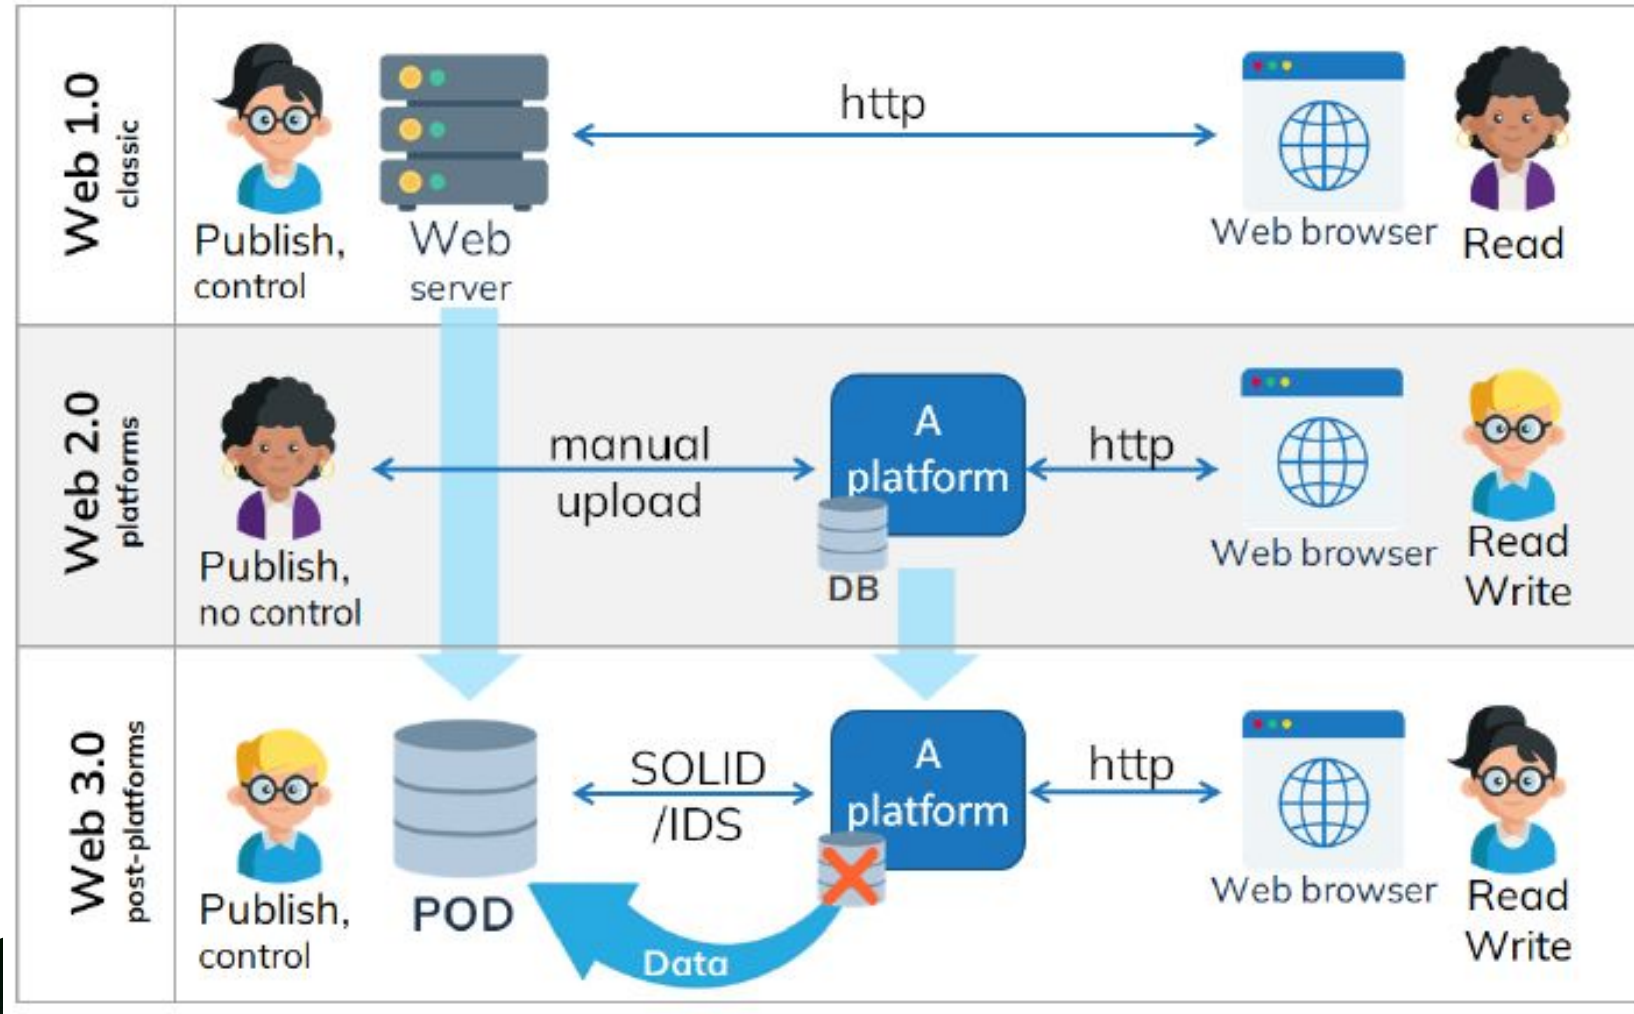 Web 1.0
classic
Publish,
control
Web
server
http
Web browser
Read
Web 2.0
platforms
Publish,
no control
manual
upload
A
platform
DB
http
Web browser
Read
Write
Web 3.0
post-platforms
Publish,
control
POD
SOLID
/IDS
A
platform
Data
http
Web browser
Read
Write